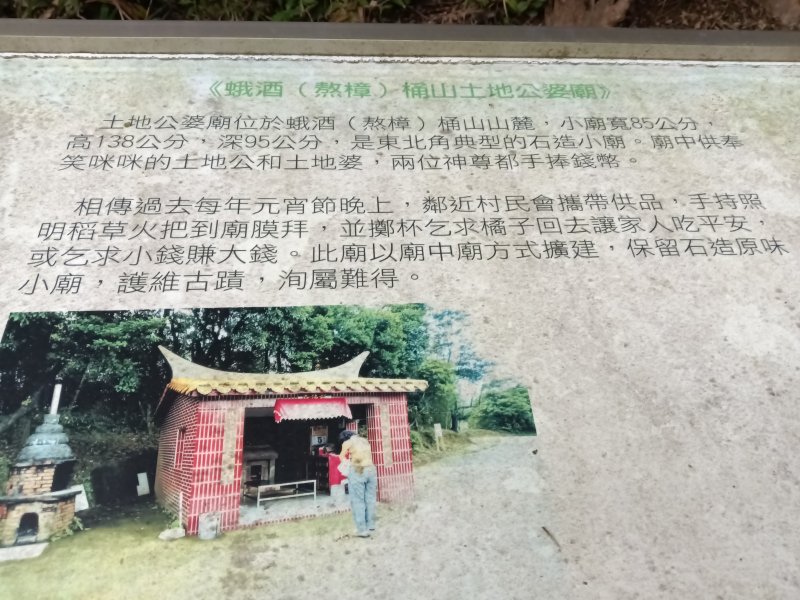 《蛾酒（熬樟）桶山土地公婆廟》
土地公婆廟位於蛾酒（熬樟）桶山山麓，小廟寬85公分，
高138公分，深95公分，是東北角典型的石造小廟。廟中供奉
笑咪咪的土地公和土地婆，兩位神尊都手捧錢幣。
相傳過去每年元宵節晚上，鄰近村民會攜帶供品，手持照
明稻草火把到廟膜拜，並擲杯乞求橘子回去讓家人吃平安，
或乞求小錢賺大錢。此廟以廟中廟方式擴建，保留石造原味
小廟，護維古蹟，洵屬難得。